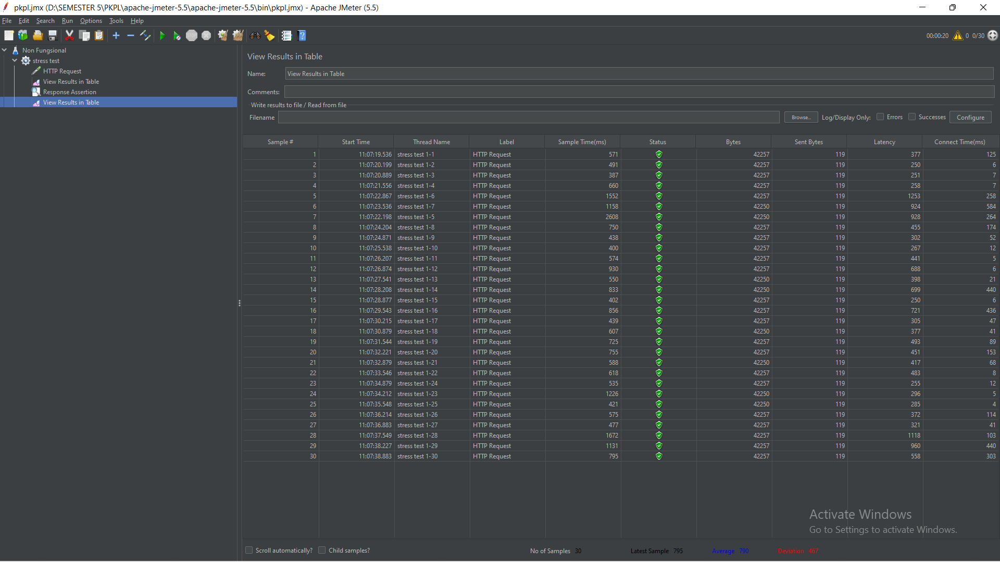 pkpl.jmx (D:\SEMESTER 5\PKPL\apache-jmeter-5.5\apache-jmeter-5.5\bin\pkpl.jmx) - Apache JMeter (5.5)
File Edit Search Run Options Tools Help
00:00:20 0 0/30
Non Fungsional
stress test
HTTP Request
View Results in Table
Response Assertion
View Results in Table
View Results in Table
Name: View Results in Table
Comments:
Write results to file / Read from file
Filename Browse... Log/Display Only: Errors Successes Configure
Sample # Start Time Thread Name Label Sample Time(ms) Status Bytes Sent Bytes Latency Connect Time(ms)
1 11:07:19.536 stress test 1-1 HTTP Request 571 42257 119 377 125
2 11:07:20.199 stress test 1-2 HTTP Request 491 42257 119 250 6
3 11:07:20.889 stress test 1-3 HTTP Request 387 42257 119 251 7
4 11:07:21.556 stress test 1-4 HTTP Request 660 42257 119 258 7
5 11:07:22.867 stress test 1-6 HTTP Request 1552 42257 119 1253 258
6 11:07:23.536 stress test 1-7 HTTP Request 1158 42250 119 924 584
7 11:07:22.198 stress test 1-5 HTTP Request 2608 42250 119 928 264
8 11:07:24.204 stress test 1-8 HTTP Request 750 42257 119 455 174
9 11:07:24.871 stress test 1-9 HTTP Request 438 42257 119 302 52
10 11:07:25.538 stress test 1-10 HTTP Request 400 42257 119 267 12
11 11:07:26.207 stress test 1-11 HTTP Request 574 42257 119 441 5
12 11:07:26.874 stress test 1-12 HTTP Request 930 42257 119 688 6
13 11:07:27.541 stress test 1-13 HTTP Request 550 42250 119 398 21
14 11:07:28.208 stress test 1-14 HTTP Request 833 42250 119 699 440
15 11:07:28.877 stress test 1-15 HTTP Request 402 42257 119 250 6
16 11:07:29.543 stress test 1-16 HTTP Request 856 42257 119 721 436
17 11:07:30.215 stress test 1-17 HTTP Request 439 42257 119 305 47
18 11:07:30.879 stress test 1-18 HTTP Request 607 42250 119 377 41
19 11:07:31.544 stress test 1-19 HTTP Request 725 42257 119 493 89
20 11:07:32.221 stress test 1-20 HTTP Request 755 42257 119 451 153
21 11:07:32.879 stress test 1-21 HTTP Request 588 42250 119 417 68
22 11:07:33.546 stress test 1-22 HTTP Request 618 42257 119 483 8
23 11:07:34.879 stress test 1-24 HTTP Request 535 42257 119 255 12
24 11:07:34.212 stress test 1-23 HTTP Request 1226 42250 119 296 5
25 11:07:35.548 stress test 1-25 HTTP Request 421 42250 119 285 4
26 11:07:36.214 stress test 1-26 HTTP Request 575 42257 119 372 114
27 11:07:36.883 stress test 1-27 HTTP Request 477 42257 119 321 41
28 11:07:37.549 stress test 1-28 HTTP Request 1672 42257 119 1118 103
29 11:07:38.227 stress test 1-29 HTTP Request 1131 42257 119 960 440
30 11:07:38.883 stress test 1-30 HTTP Request 795 42257 119 558 303
Activate Windows
Go to Settings to activate Windows.
Scroll automatically? Child samples? No of Samples 30 Latest Sample 795 Average 790 Deviation 467